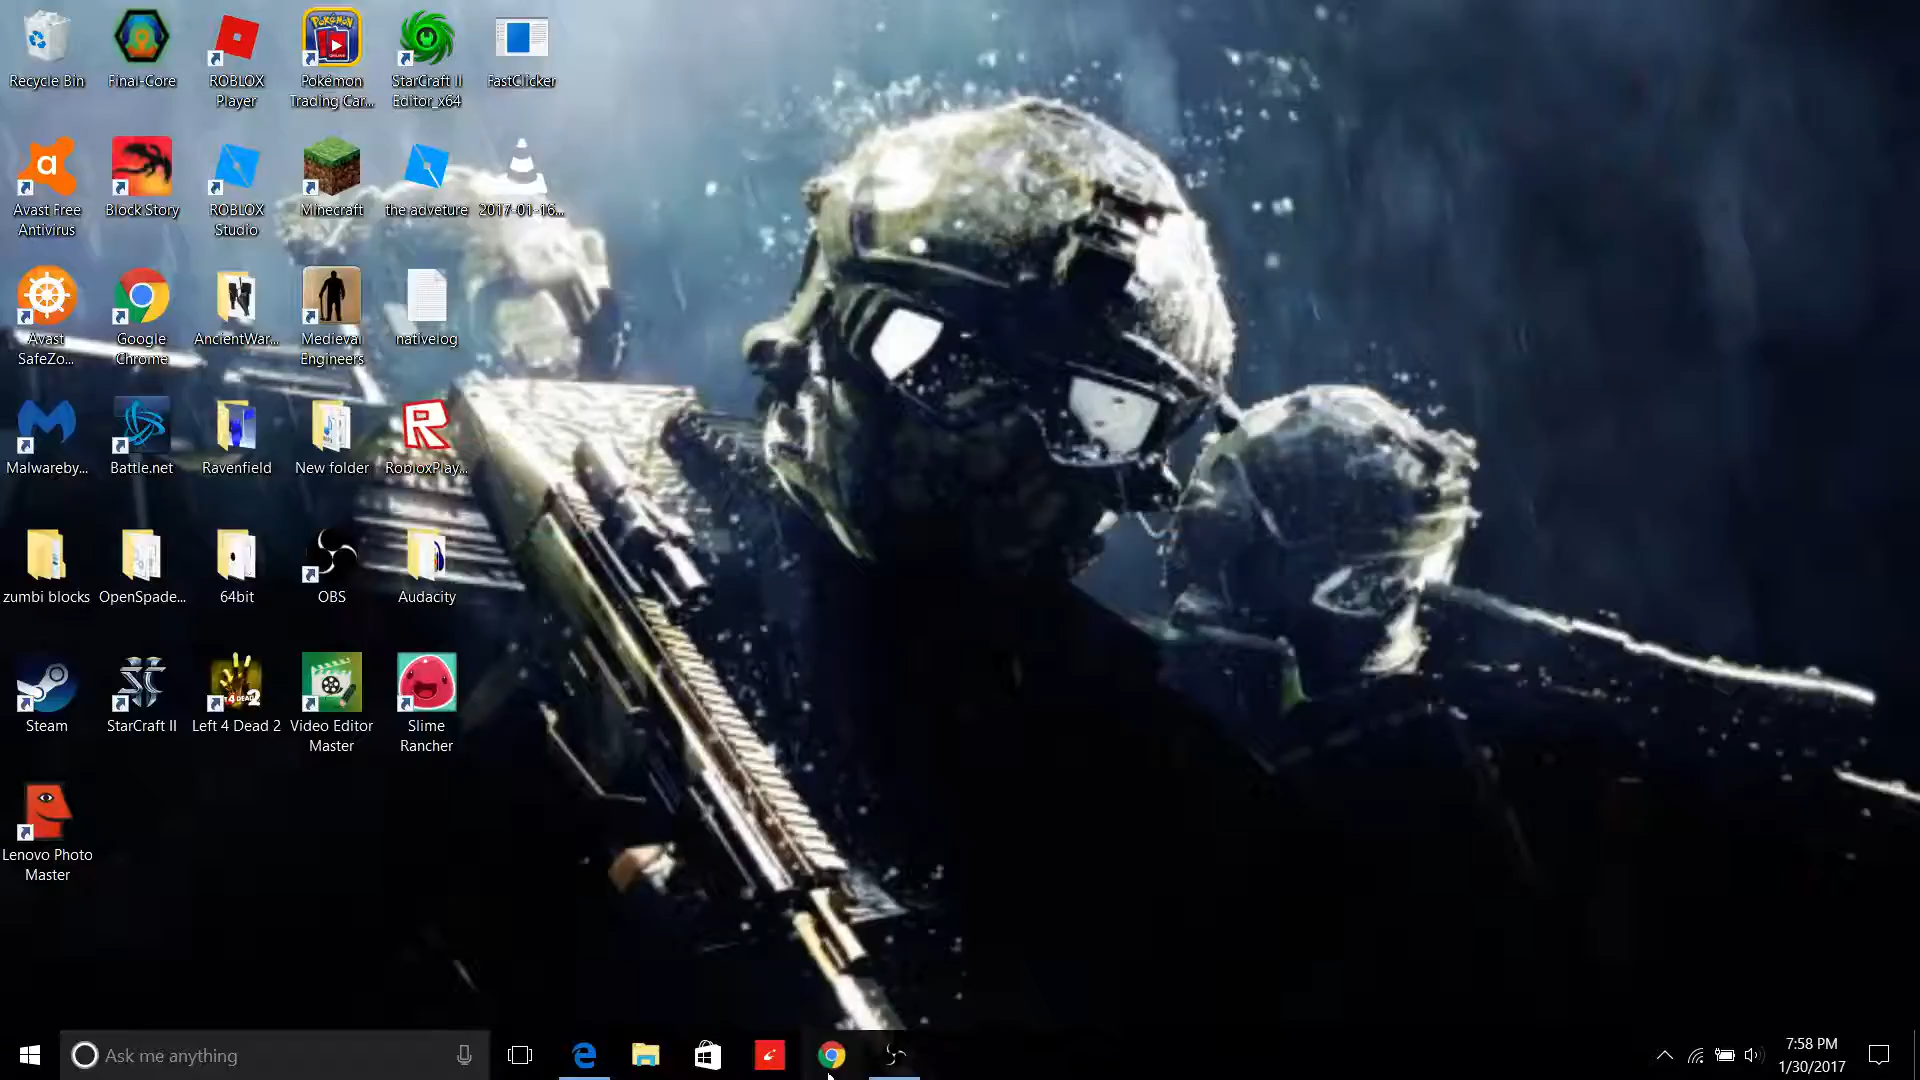 Recycle Bin
Final-Core
ROBLOX
Player
Pokémon
Trading Car...
StarCraft II
Editor_x64
FastClicker
Avast Free
Antivirus
Block Story
ROBLOX
Studio
Minecraft
the adveture
2017-01-16...
Avast
SafeZo...
Google
Chrome
AncientWar...
Medieval
Engineers
nativelog
Malwareby...
Battle.net
Ravenfield
New folder
RobloxPlay...
zumbi blocks
OpenSpade...
64bit
OBS
Audacity
Steam
StarCraft II
Left 4 Dead 2
Video Editor
Master
Slime
Rancher
Lenovo Photo
Master
Ask me anything
7:58 PM
1/30/2017